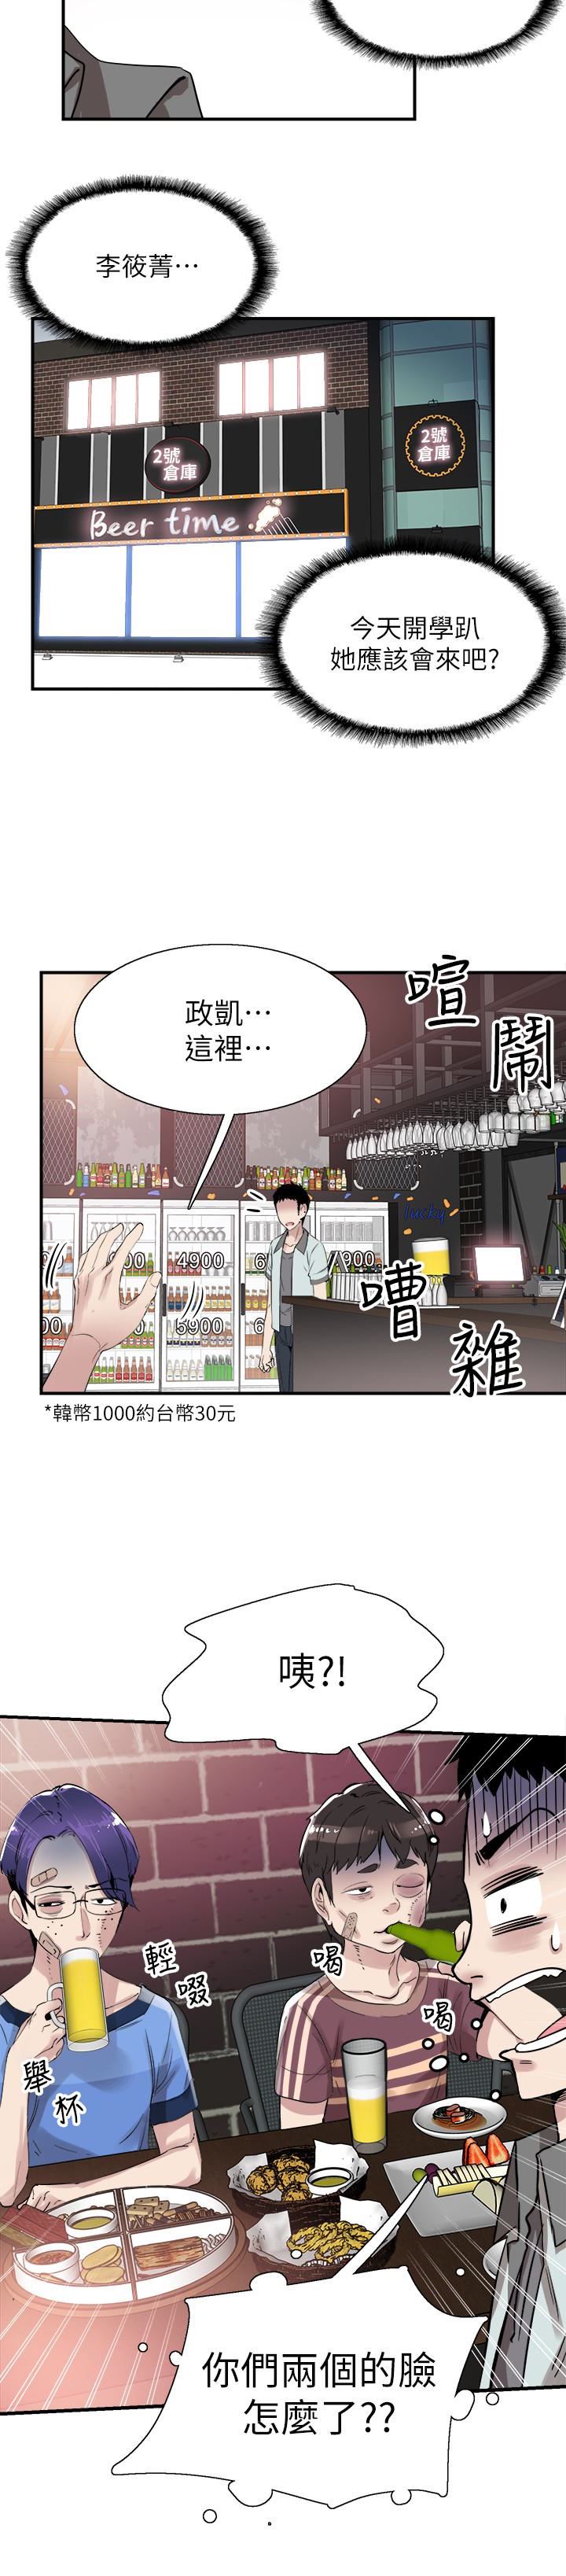 李筱菁…
2號
倉庫
2號
倉庫
Beer time
今天開學趴
她應該會來吧?
喧
鬧
政凱…
這裡…
lucky
4900
7900
5900
嘈
雜
*韓幣1000約台幣30元
咦?!
輕
啜
喝
喝
舉
杯
你們兩個的臉
怎麼了??